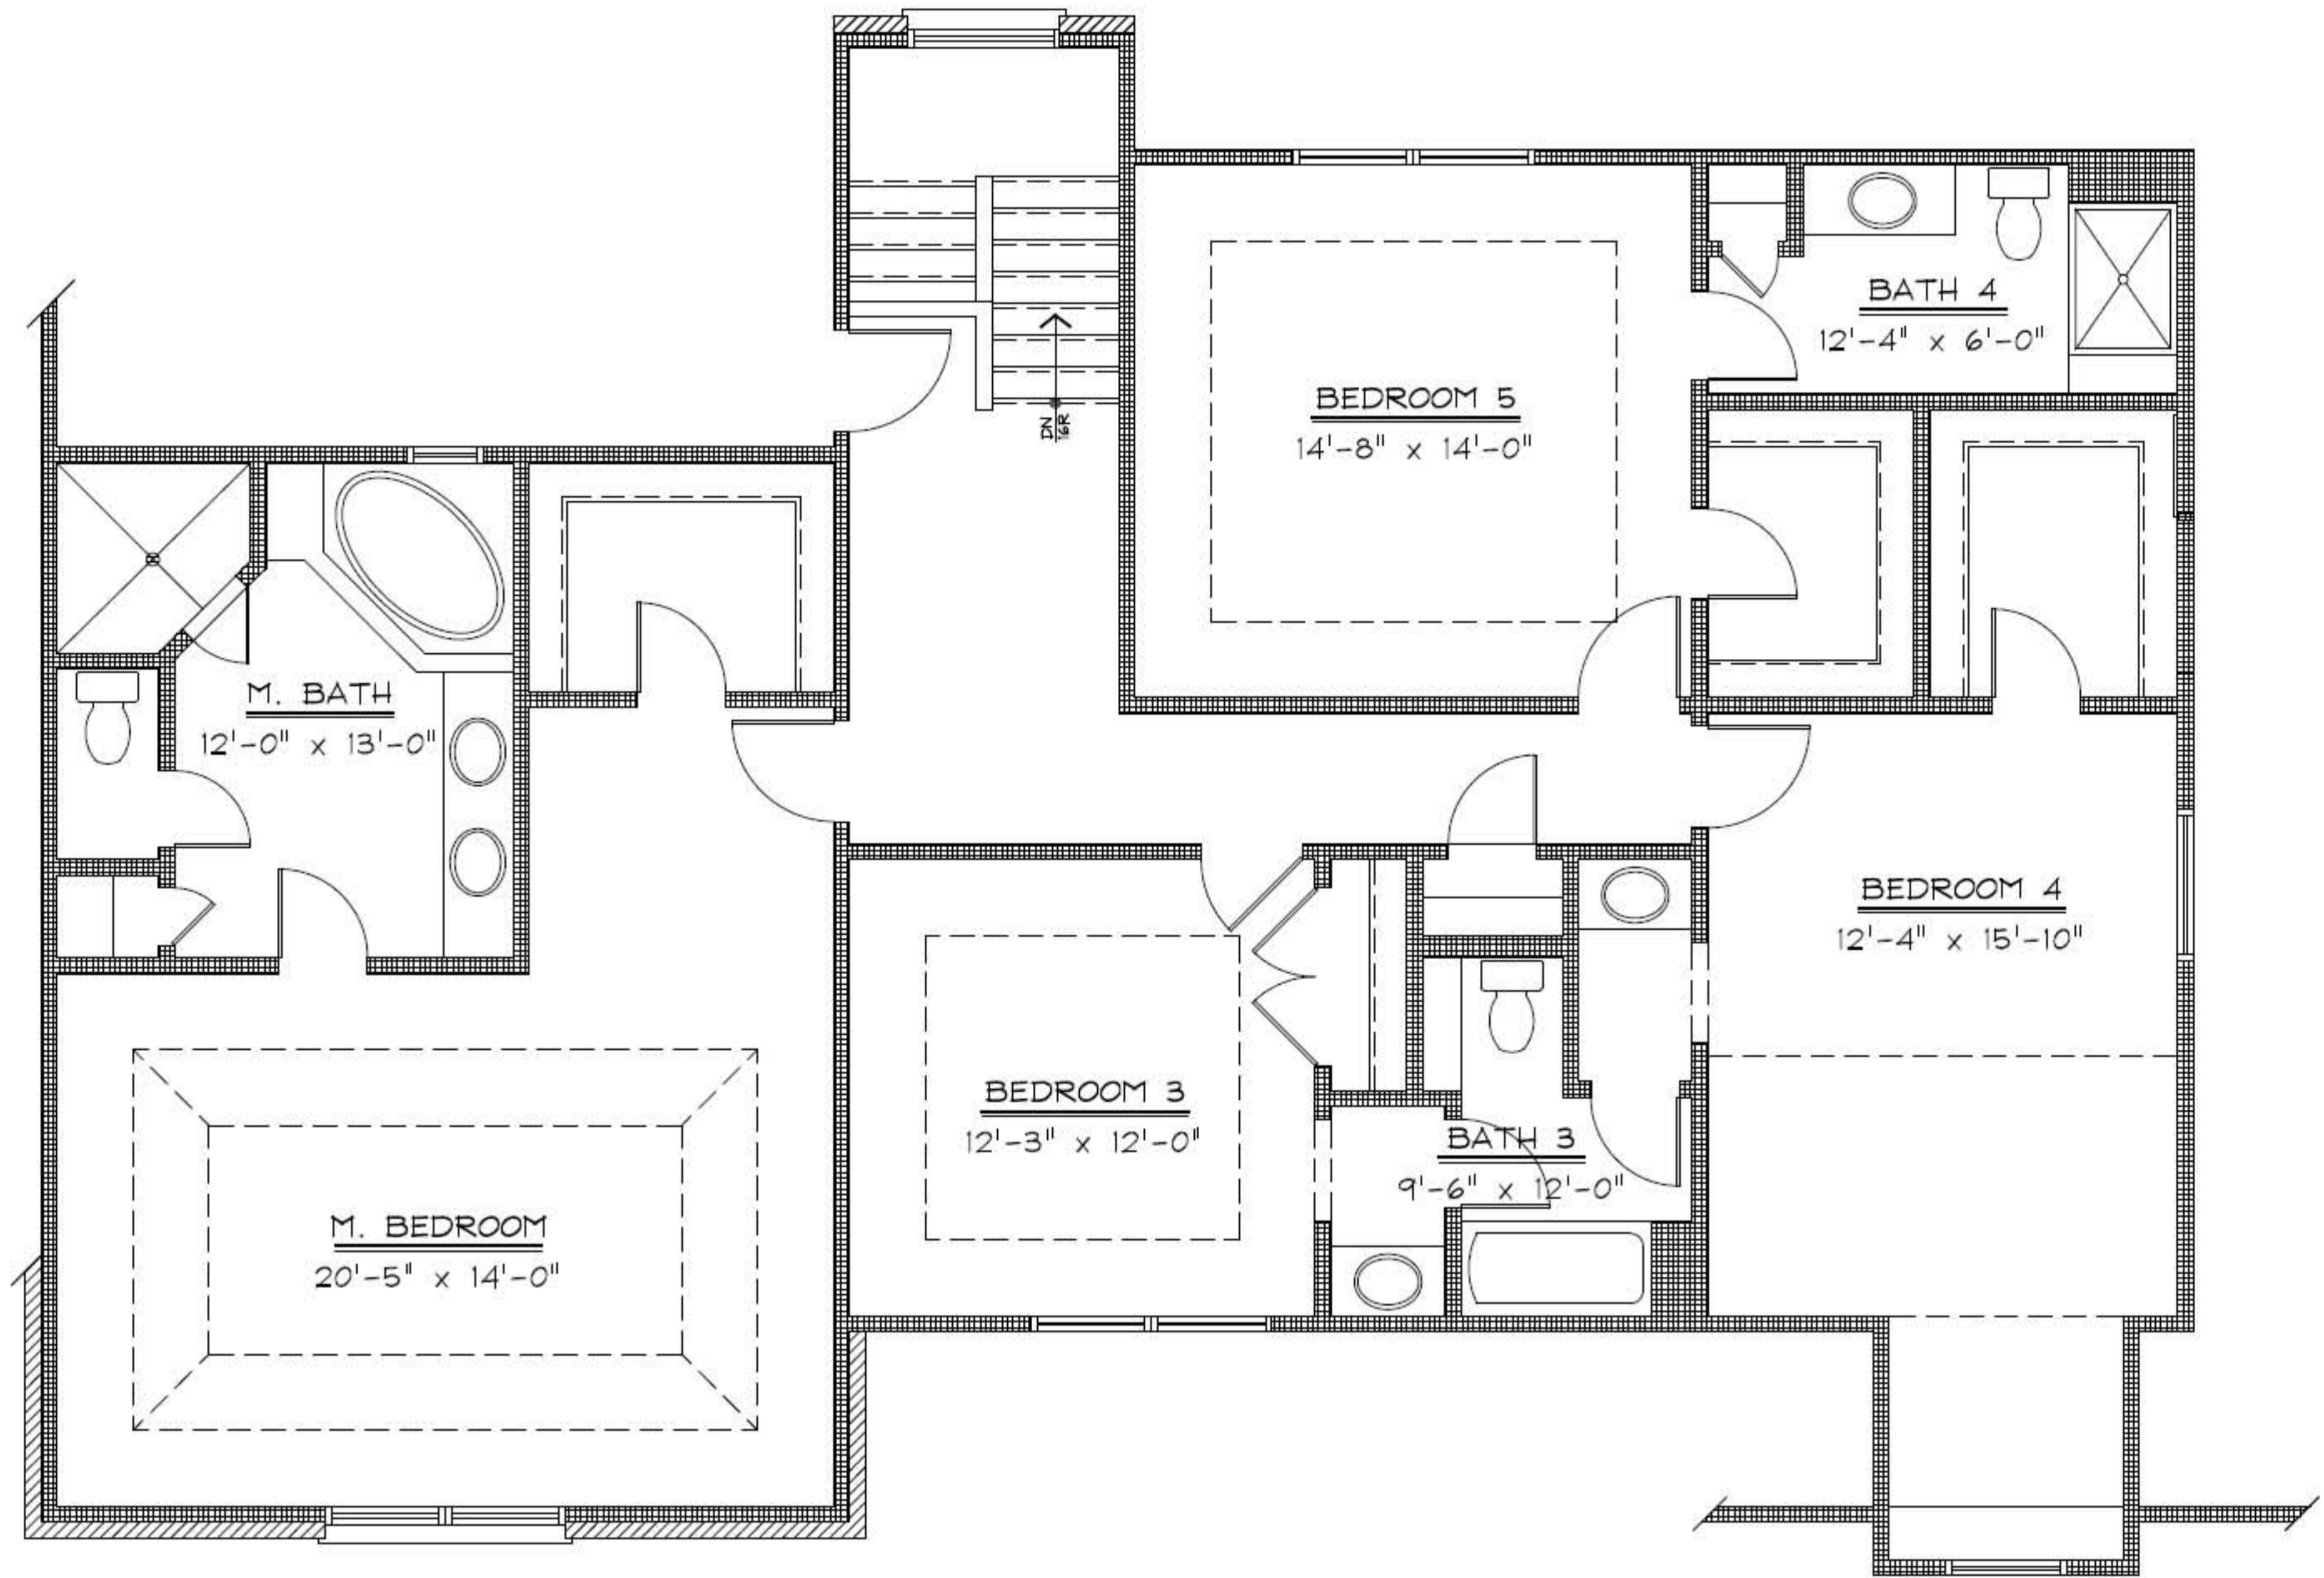 BATH 4
12'-4" x 6'-0"
BEDROOM 5
14'-8" x 14'-0"
DN
16R
M. BATH
12'-0" x 13'-0"
BEDROOM 4
12'-4" x 15'-10"
BEDROOM 3
12'-3" x 12'-0"
BATH 3
9'-6" x 12'-0"
M. BEDROOM
20'-5" x 14'-0"